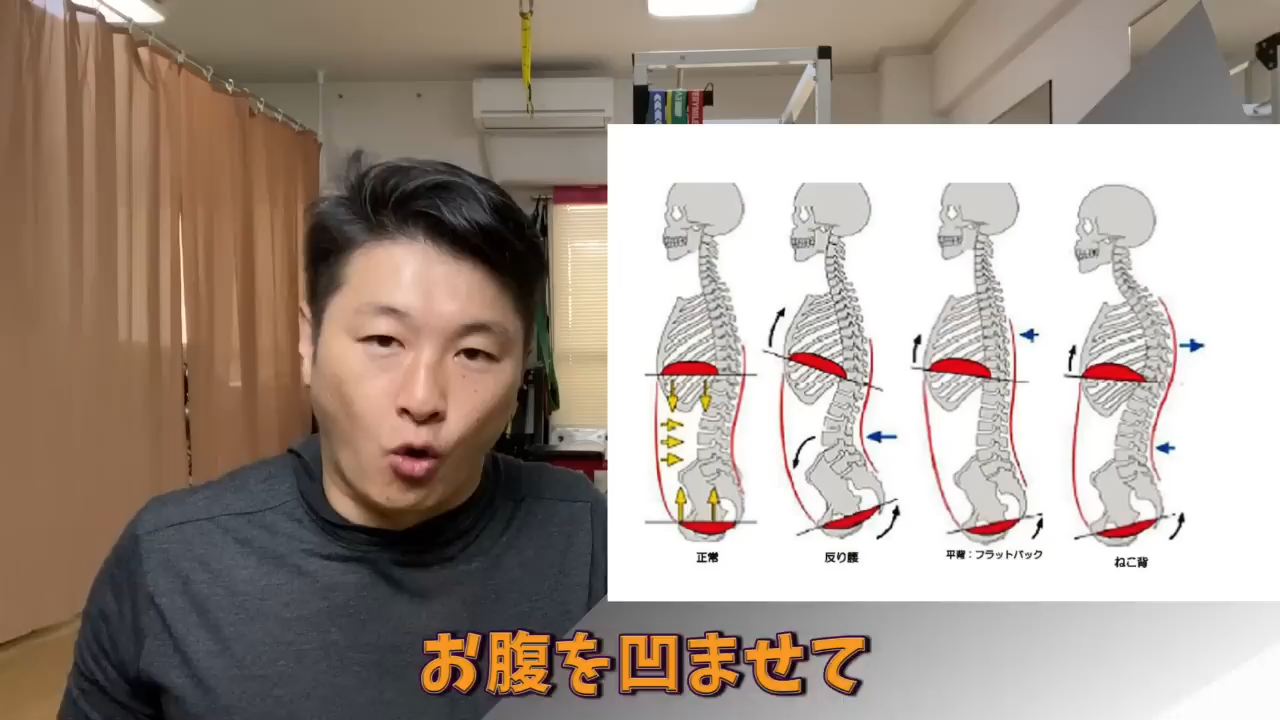 正常
反り腰
平背：フラットバック
ねこ背
お腹を凹ませて